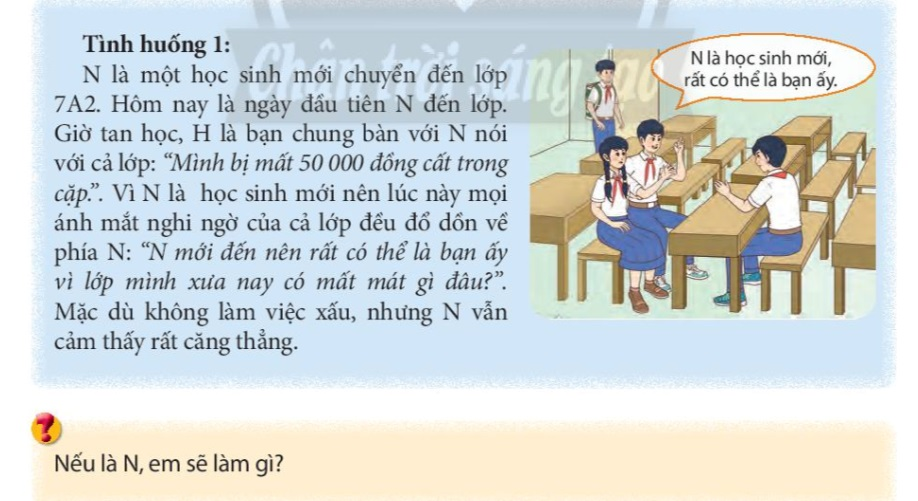 Chân trời sáng tạo
Tình huống 1:
N là một học sinh mới chuyển đến lớp
7A2. Hôm nay là ngày đầu tiên N đến lớp.
Giờ tan học, H là bạn chung bàn với N nói
với cả lớp: “Mình bị mất 50 000 đồng cất trong
cặp.”. Vì N là học sinh mới nên lúc này mọi
ánh mắt nghi ngờ của cả lớp đều đổ dồn về
phía N: “N mới đến nên rất có thể là bạn ấy
vì lớp mình xưa nay có mất mát gì đâu?”.
Mặc dù không làm việc xấu, nhưng N vẫn
cảm thấy rất căng thẳng.
N là học sinh mới,
rất có thể là bạn ấy.
?
Nếu là N, em sẽ làm gì?